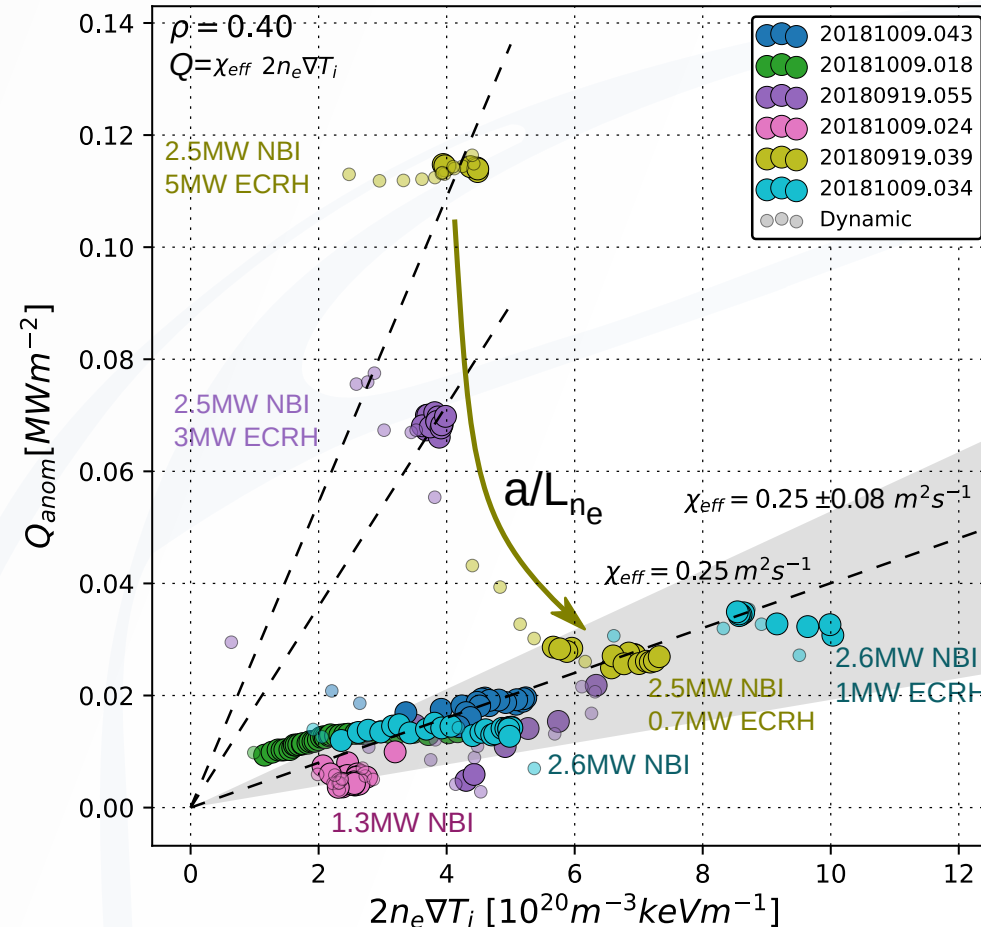 ρ = 0.40
Q=χeff 2ne∇Ti
20181009.043
20181009.018
20180919.055
20181009.024
20180919.039
20181009.034
Dynamic
2.5MW NBI
5MW ECRH
2.5MW NBI
3MW ECRH
a/Lne
χeff = 0.25 ±0.08 m²s⁻¹
χeff = 0.25 m²s⁻¹
2.6MW NBI
1MW ECRH
2.5MW NBI
0.7MW ECRH
2.6MW NBI
1.3MW NBI
0.14
0.12
0.10
0.08
0.06
0.04
0.02
0.00
Qanom[MWm⁻²]
0 2 4 6 8 10 12
2ne∇Ti [10²⁰m⁻³keVm⁻¹]